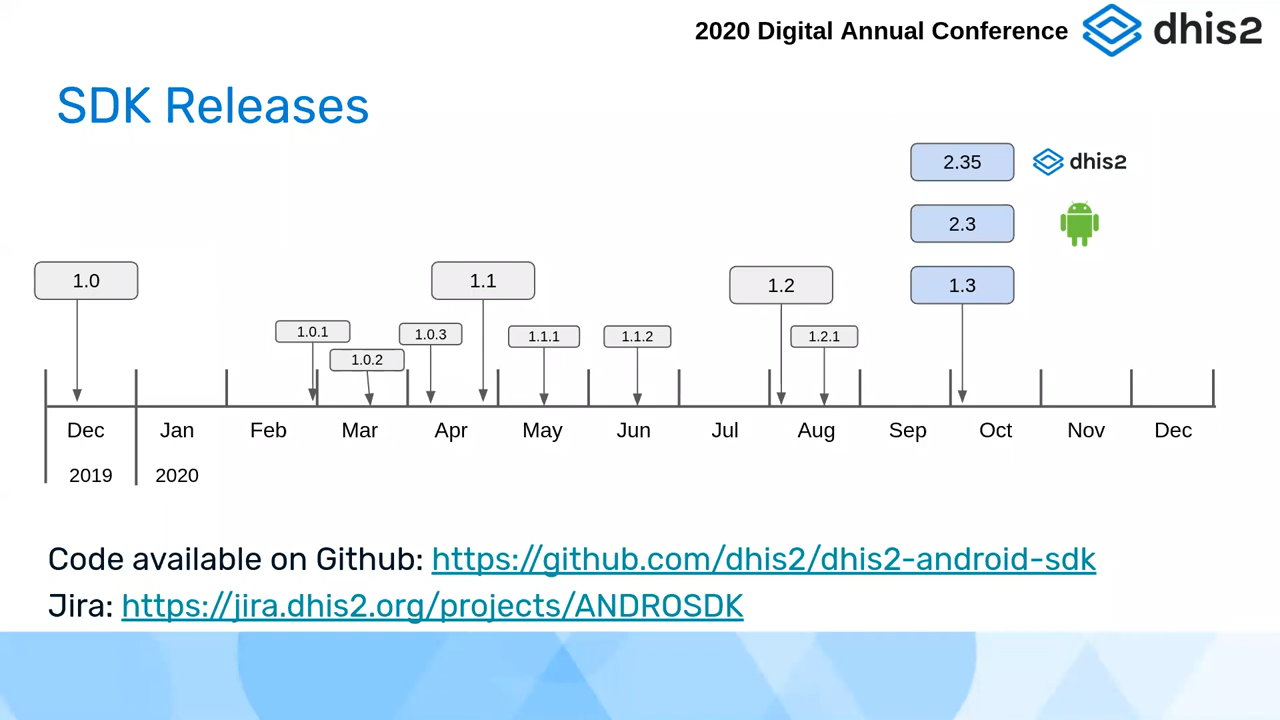 2020 Digital Annual Conference dhis2
SDK Releases
2.35 dhis2
2.3
1.0 1.1 1.2 1.3
1.0.1 1.0.2 1.0.3 1.1.1 1.1.2 1.2.1
Dec Jan Feb Mar Apr May Jun Jul Aug Sep Oct Nov Dec
2019 2020
Code available on Github: https://github.com/dhis2/dhis2-android-sdk
Jira: https://jira.dhis2.org/projects/ANDROSDK